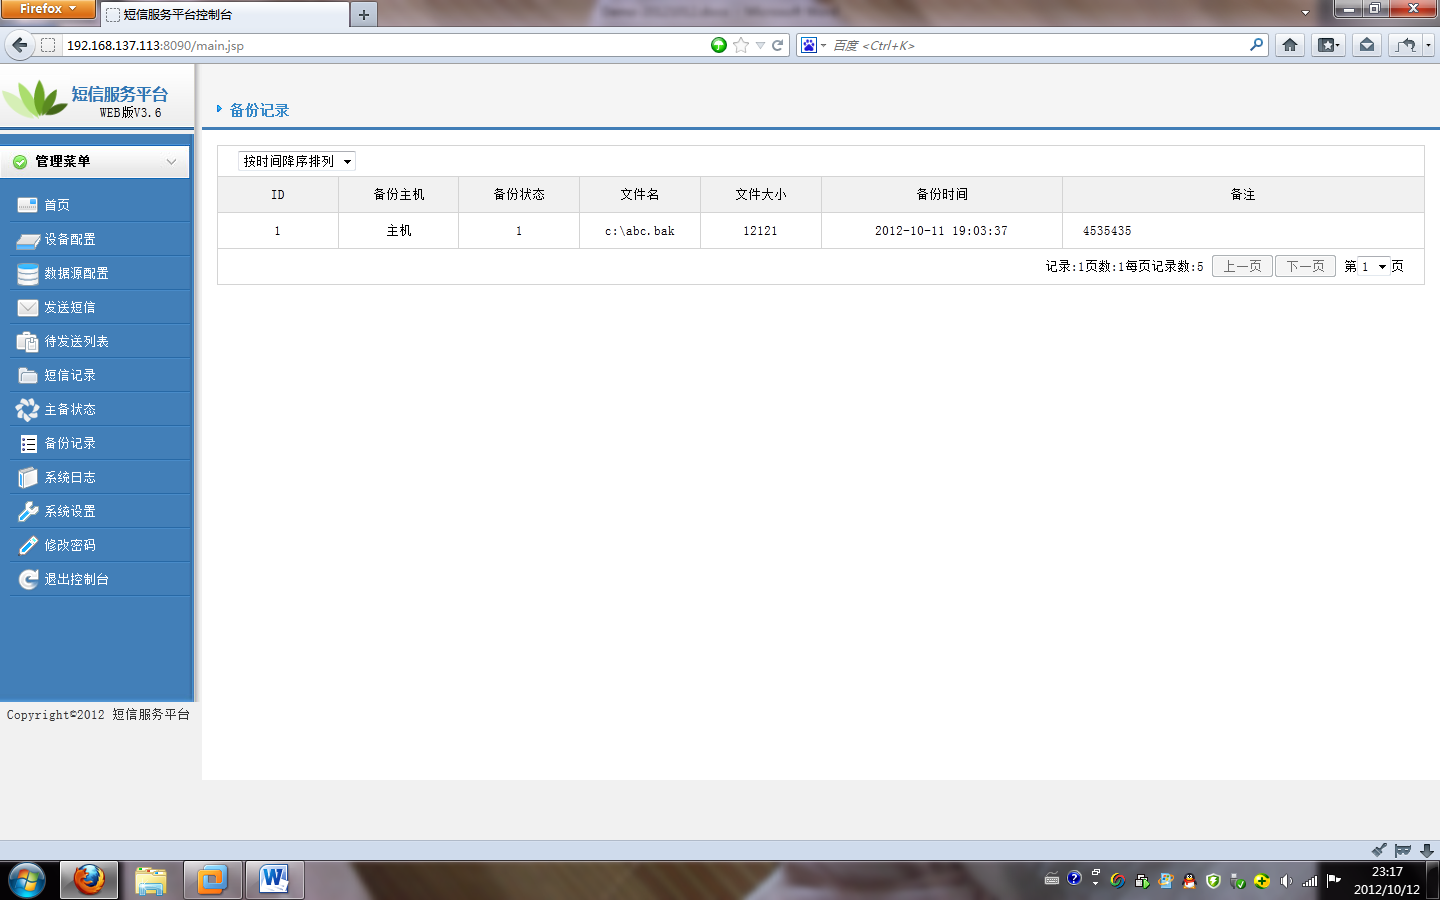 Firefox
短信服务平台控制台
192.168.137.113:8090/main.jsp
百度 <Ctrl+K>
短信服务平台
WEB版V3.6
管理菜单
首页
设备配置
数据源配置
发送短信
待发送列表
短信记录
主备状态
备份记录
系统日志
系统设置
修改密码
退出控制台
Copyright©2012 短信服务平台
备份记录
按时间降序排列
ID 备份主机 备份状态 文件名 文件大小 备份时间 备注
1 主机 1 c:\abc.bak 12121 2012-10-11 19:03:37 4535435
记录:1页数:1每页记录数:5 上一页 下一页 第 1 页
23:17
2012/10/12